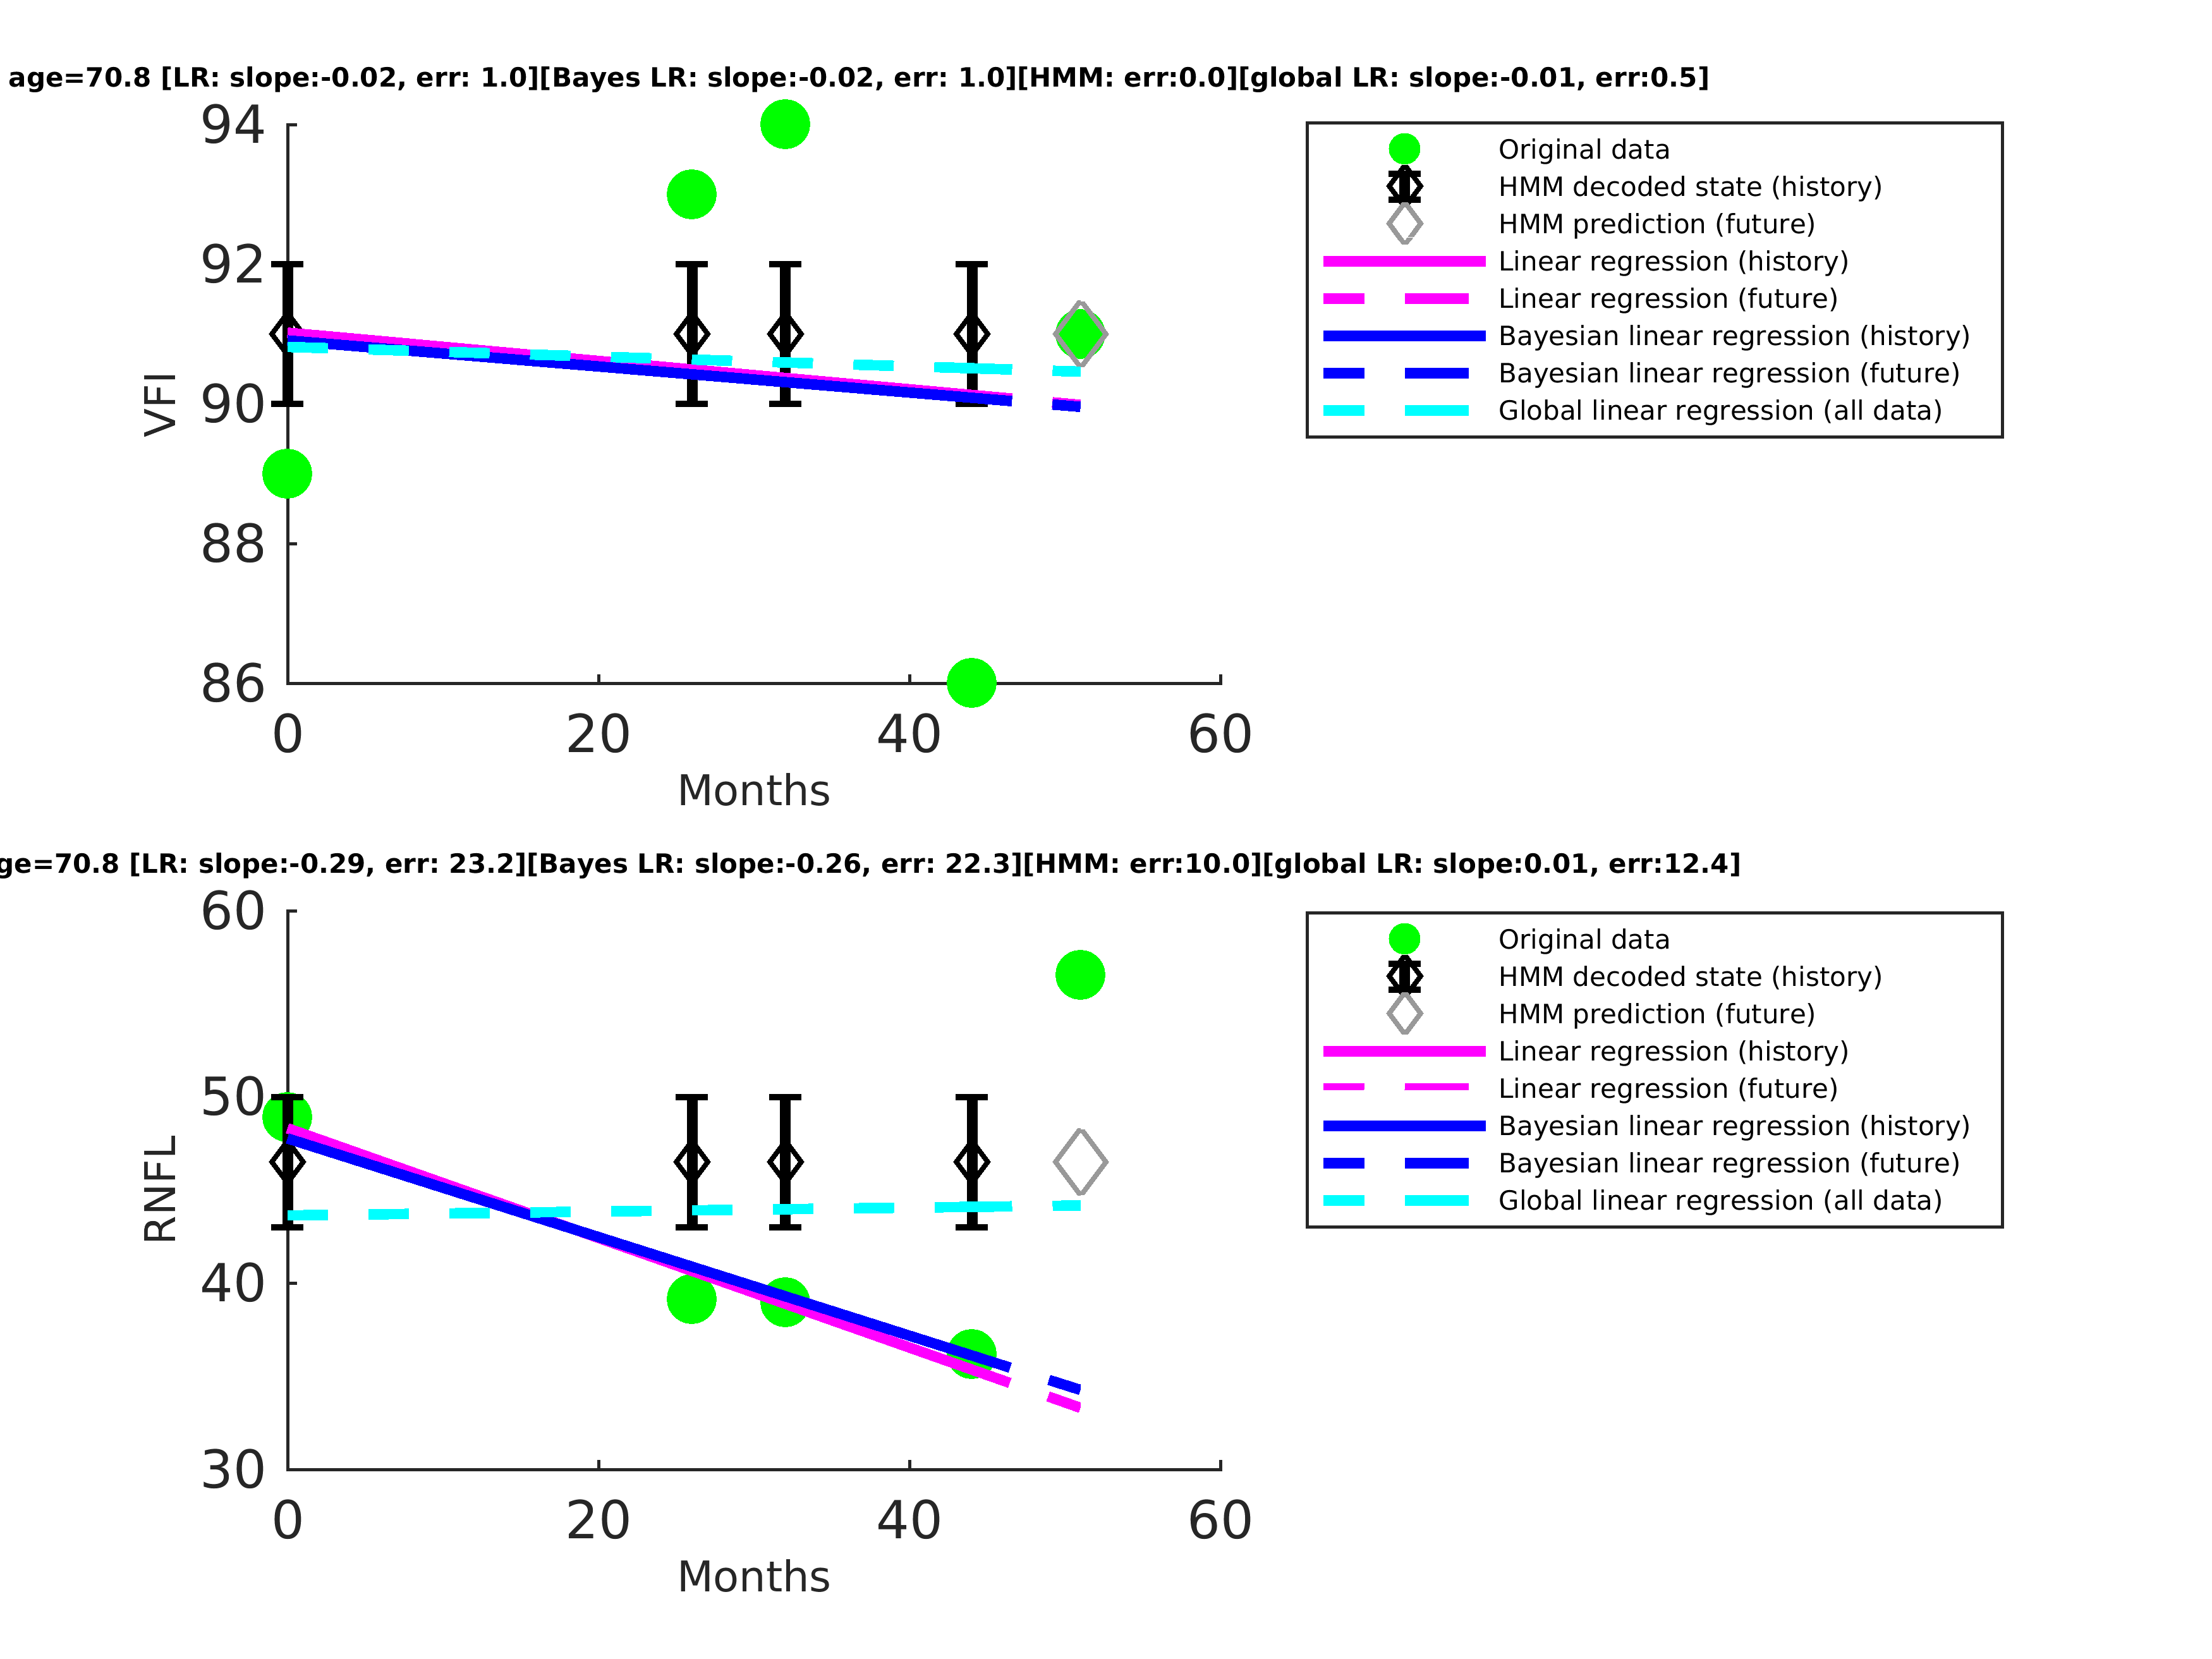 age=70.8 [LR: slope:-0.02, err: 1.0][Bayes LR: slope:-0.02, err: 1.0][HMM: err:0.0][global LR: slope:-0.01, err:0.5]
94
92
90
88
86
VFI
0 20 40 60
Months
Original data
HMM decoded state (history)
HMM prediction (future)
Linear regression (history)
Linear regression (future)
Bayesian linear regression (history)
Bayesian linear regression (future)
Global linear regression (all data)
ge=70.8 [LR: slope:-0.29, err: 23.2][Bayes LR: slope:-0.26, err: 22.3][HMM: err:10.0][global LR: slope:0.01, err:12.4]
60
50
40
30
RNFL
0 20 40 60
Months
Original data
HMM decoded state (history)
HMM prediction (future)
Linear regression (history)
Linear regression (future)
Bayesian linear regression (history)
Bayesian linear regression (future)
Global linear regression (all data)